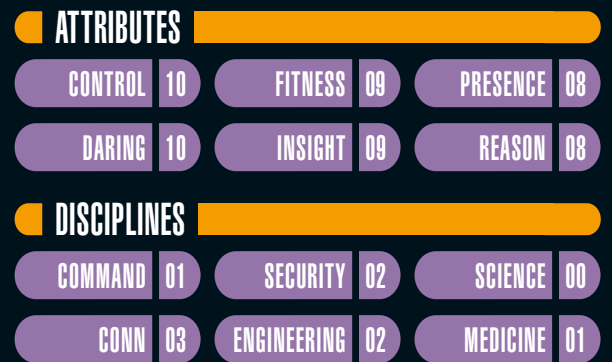 ATTRIBUTES
CONTROL 10 FITNESS 09 PRESENCE 08
DARING 10 INSIGHT 09 REASON 08
DISCIPLINES
COMMAND 01 SECURITY 02 SCIENCE 00
CONN 03 ENGINEERING 02 MEDICINE 01